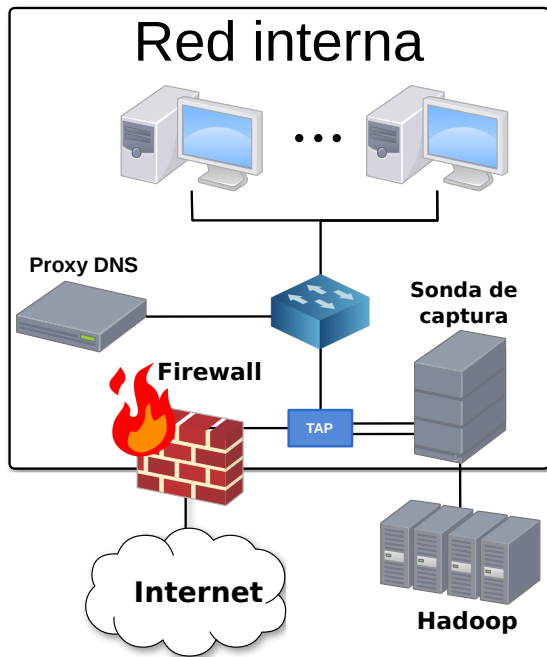 Red interna
Proxy DNS
Sonda de
captura
Firewall
TAP
Internet
Hadoop